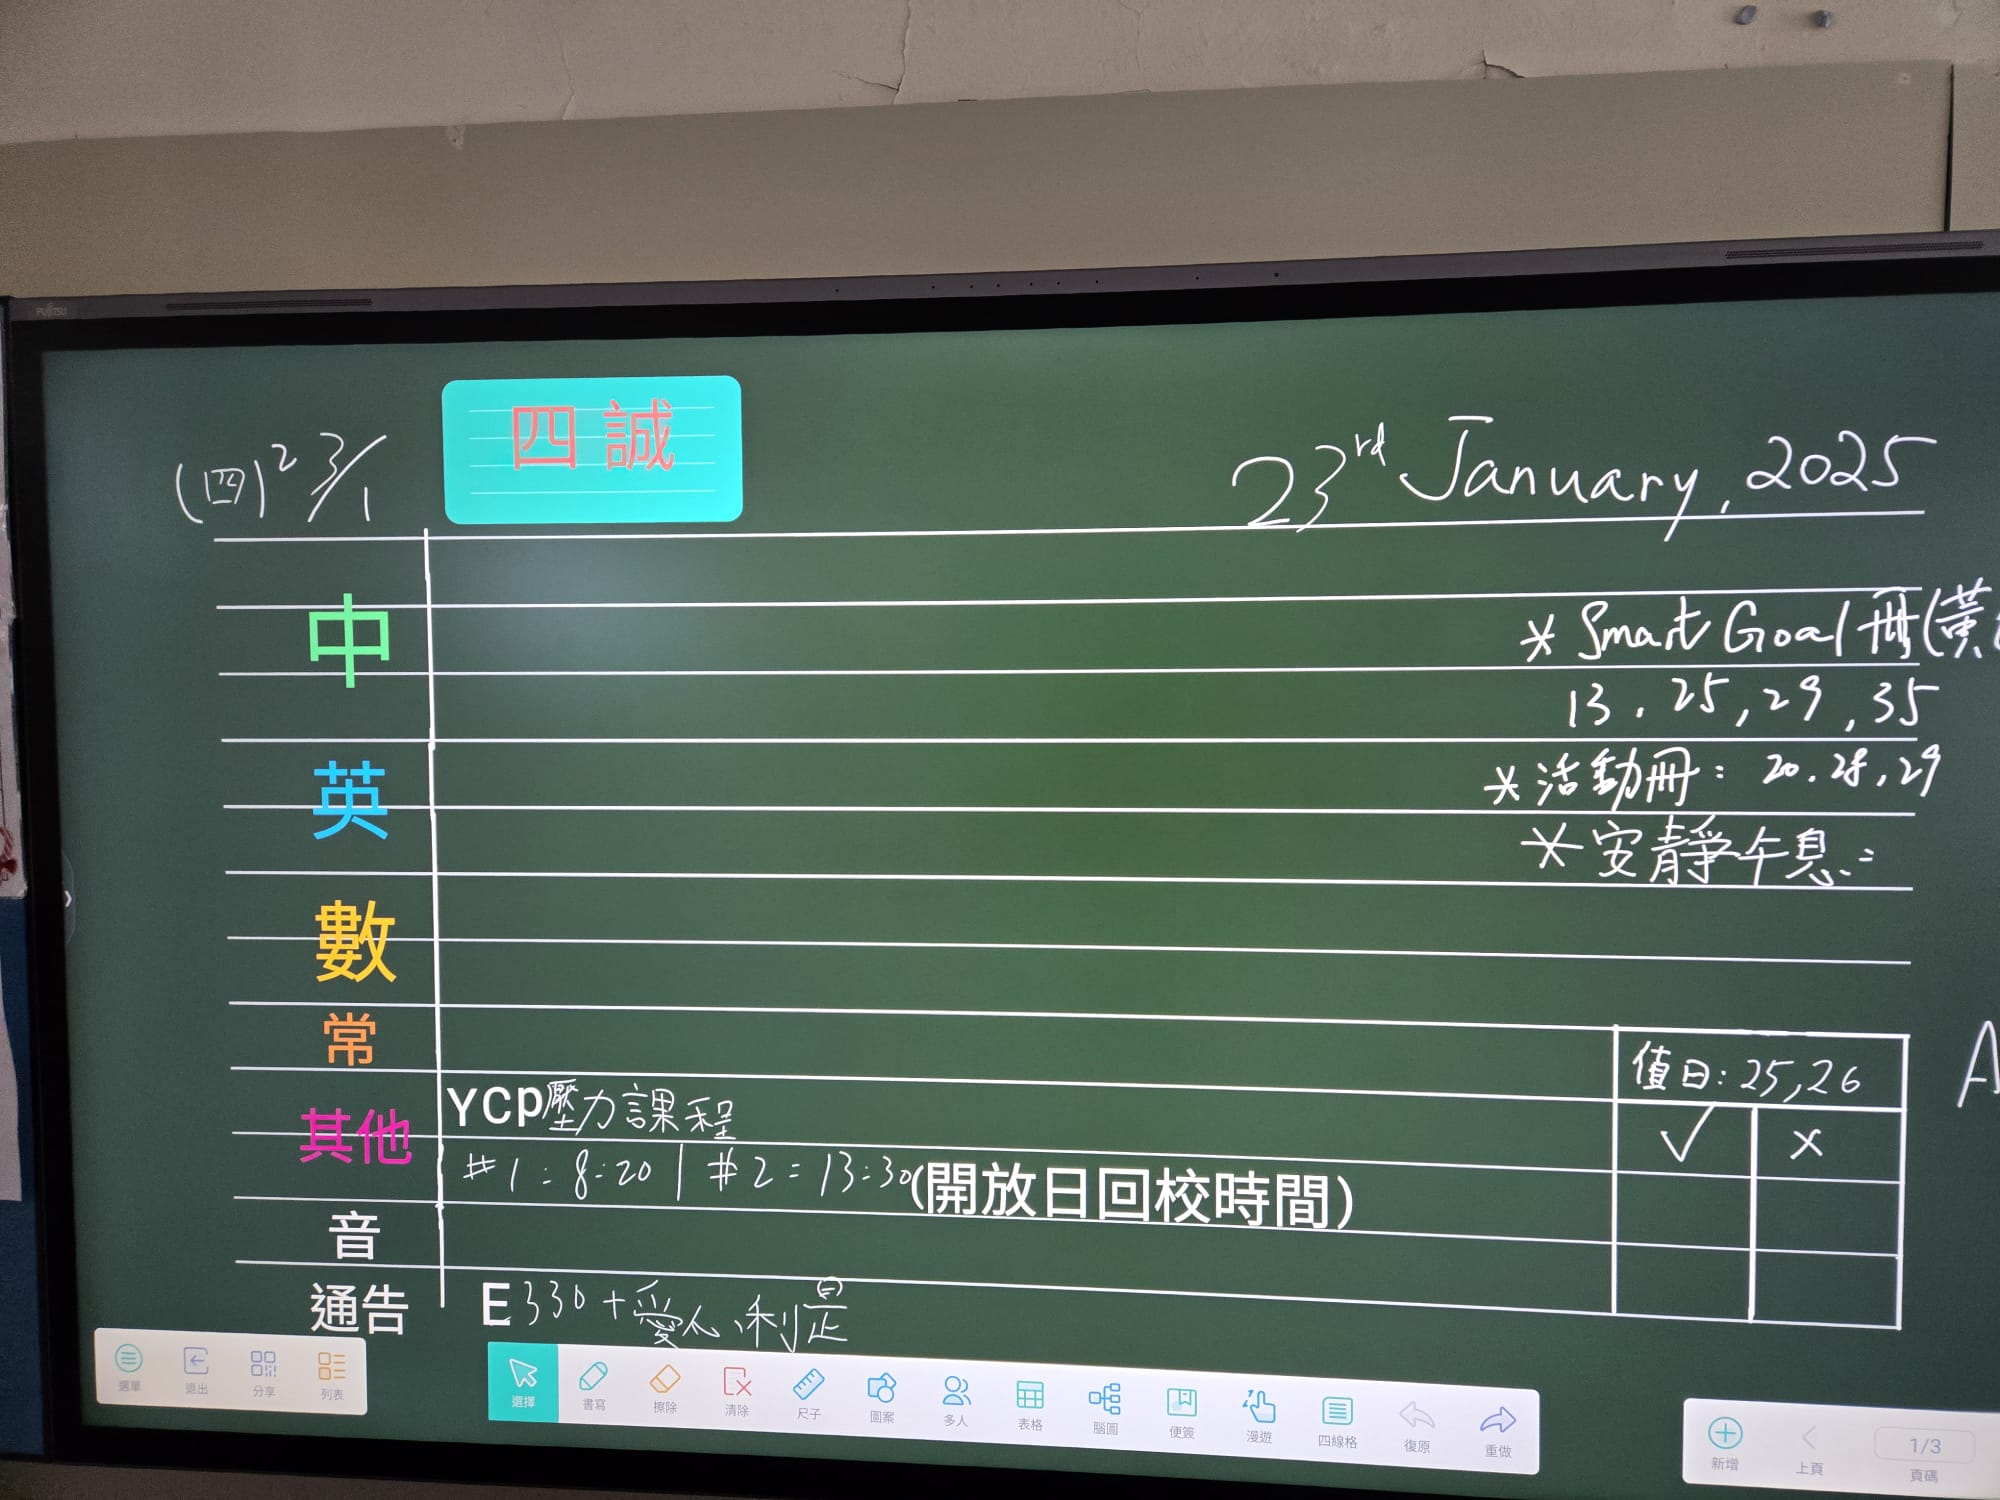 FUJITSU
(四) 23/1
四 誠
23rd January, 2025
中
* Smart Goal 冊(黃
13, 25, 29, 35
英
* 活動冊: 20, 28, 29
* 安靜午息:
數
常
值日: 25, 26
✓ ×
A
其他
YCP壓力課程
#1: 8:20 | #2 = 13:30(開放日回校時間)
音
通告
E330 + 愛心利是
選單 退出 分享 列表
選擇 書寫 擦除 清除 尺子 圖案 多人 表格 腦圖 便簽 漫遊 四線格 復原 重做
新增 上頁 1/3 頁碼